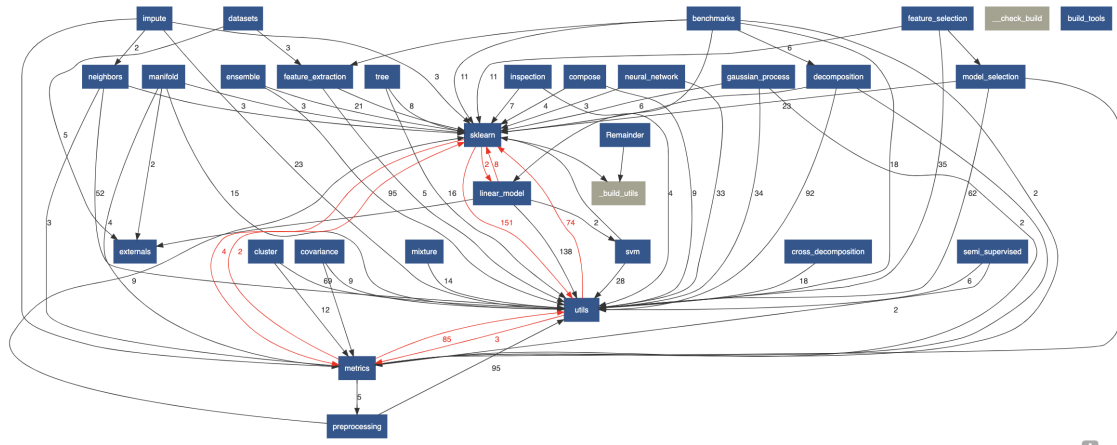 impute
datasets
benchmarks
feature_selection
__check_build
build_tools
2
3
6
neighbors
manifold
ensemble
feature_extraction
tree
inspection
compose
neural_network
gaussian_process
decomposition
model_selection
3
11
11
3
3
21
8
7
4
3
6
23
5
sklearn
Remainder
2
2
8
23
18
35
2
52
15
95
5
16
linear_model
_build_utils
4
9
33
34
92
62
3
4
4
2
151
74
2
2
externals
cluster
covariance
mixture
138
svm
cross_decomposition
semi_supervised
9
69
9
14
28
18
6
12
utils
2
85
3
metrics
95
5
preprocessing